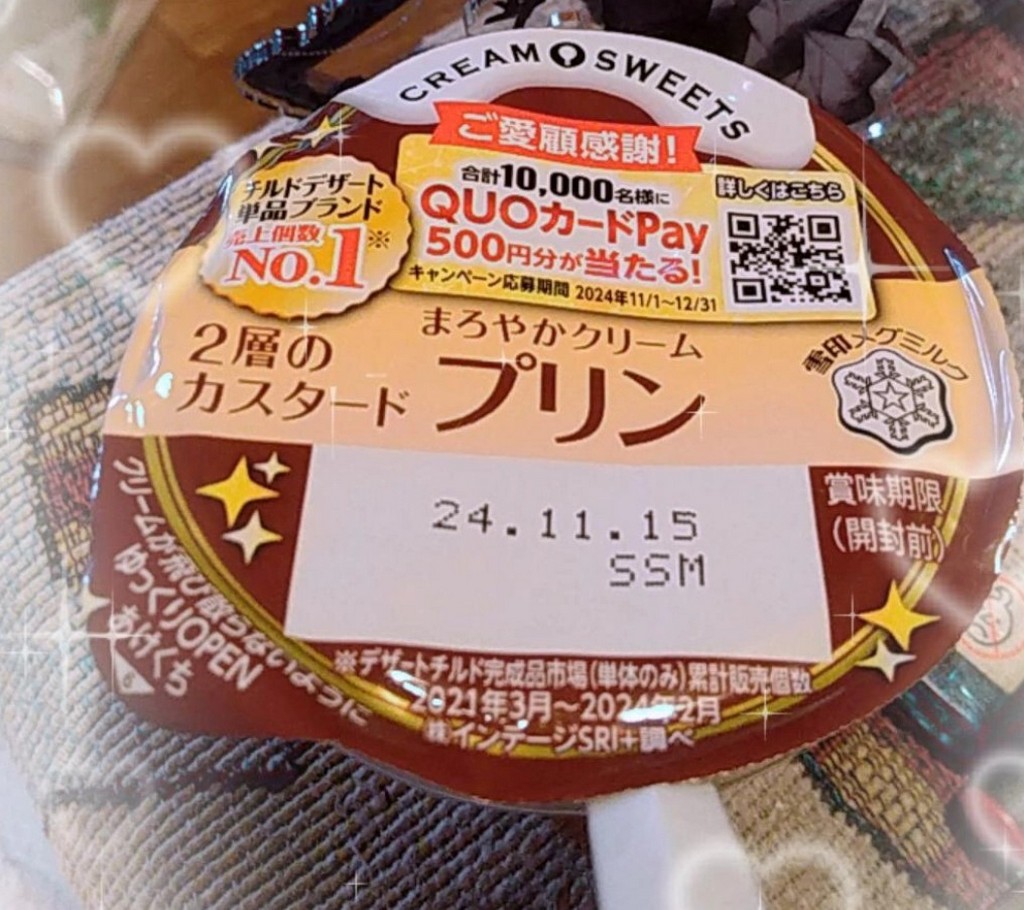 CREAM SWEETS
ご愛顧感謝!
チルドデザート
単品ブランド
売上個数
NO.1※
合計10,000名様に
QUOカードPay
500円分が当たる!
キャンペーン応募期間 2024年11/1~12/31
詳しくはこちら
2層の
カスタード
まろやかクリーム
プリン
雪印メグミルク
24.11.15
SSM
賞味期限
(開封前)
クリームが飛び散らないように
ゆっくりOPEN
あけくち
※デザートチルド完成品市場(単体のみ)累計販売個数
2021年3月~2024年2月
㈱インテージSRI+調べ